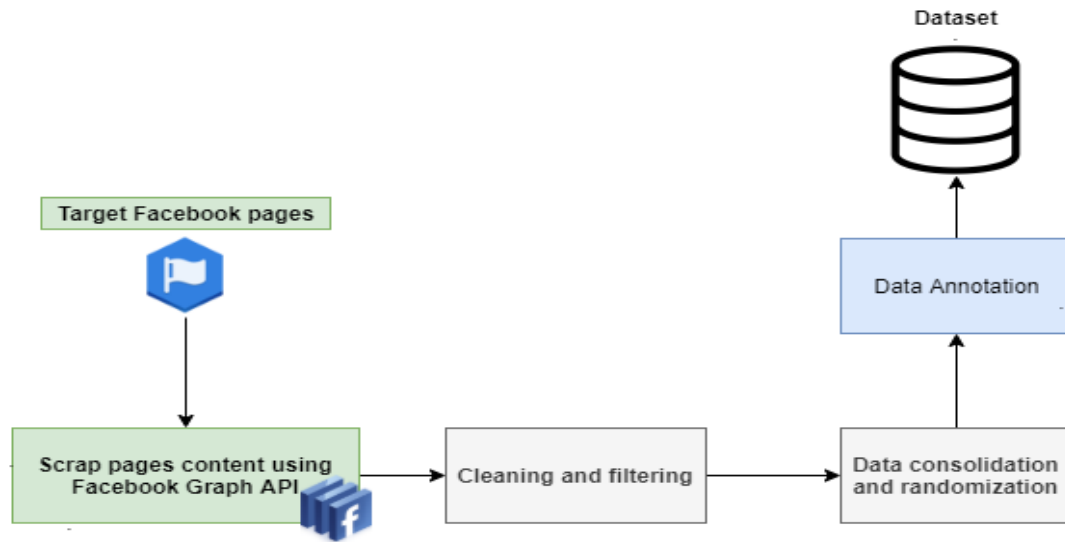 Dataset
Target Facebook pages
Data Annotation
Scrap pages content using
Facebook Graph API
Cleaning and filtering
Data consolidation
and randomization
f